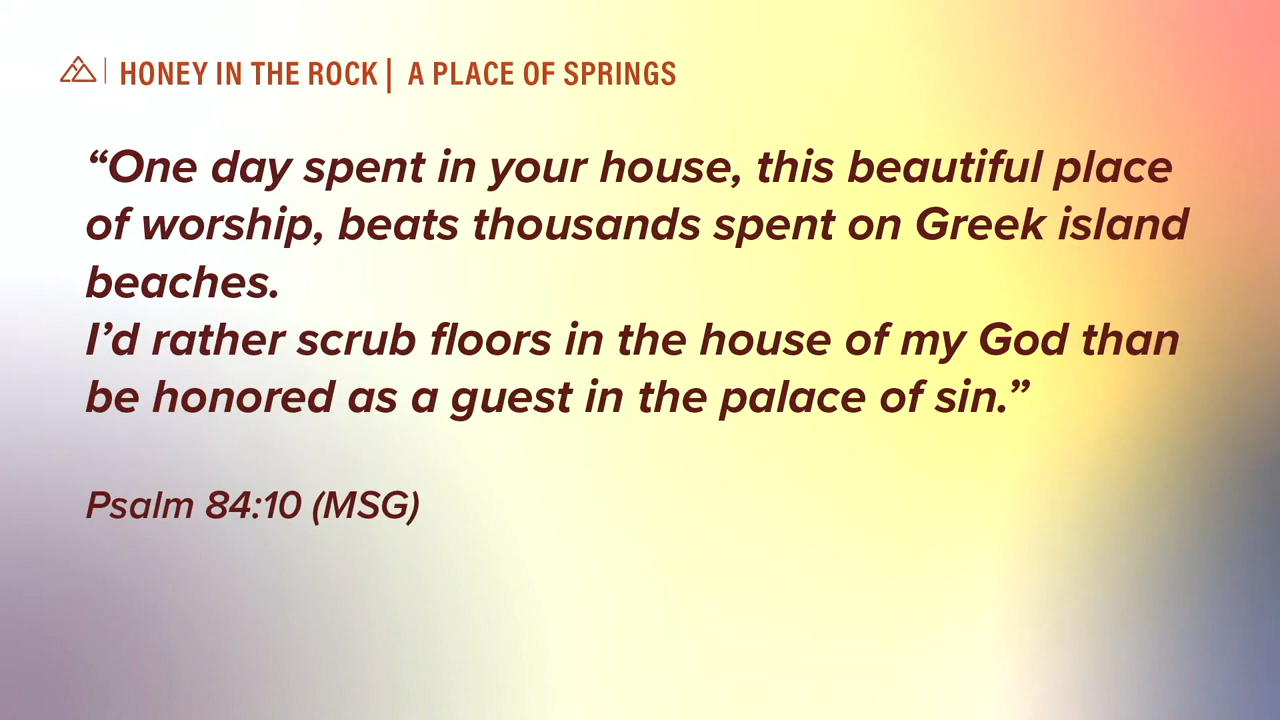 HONEY IN THE ROCK | A PLACE OF SPRINGS
“One day spent in your house, this beautiful place
of worship, beats thousands spent on Greek island
beaches.
I’d rather scrub floors in the house of my God than
be honored as a guest in the palace of sin.”
Psalm 84:10 (MSG)